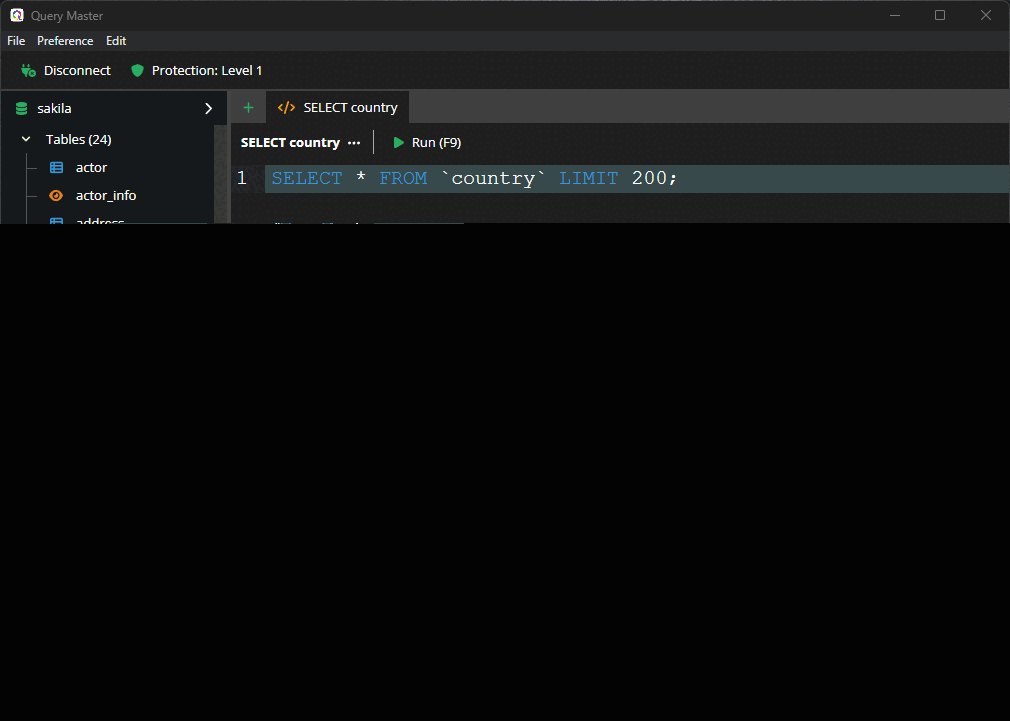 Query Master
File Preference Edit
Disconnect Protection: Level 1
sakila
Tables (24)
actor
actor_info
address
+ </> SELECT country
SELECT country ••• Run (F9)
1 SELECT * FROM `country` LIMIT 200;